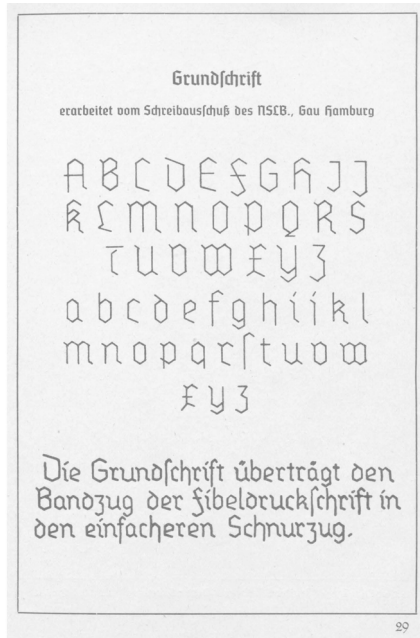 Grundſchrift
erarbeitet vom Schreibausſchuß des NSLB., Gau Hamburg
A B C D E F G H I J
K L M N O P Q R S
T U V W X Y Z
a b c d e f g h i j k l
m n o p q r ſ t u v w
x y z
Die Grundſchrift überträgt den
Bandzug der Fibeldruckſchrift in
den einfacheren Schnurzug.
29